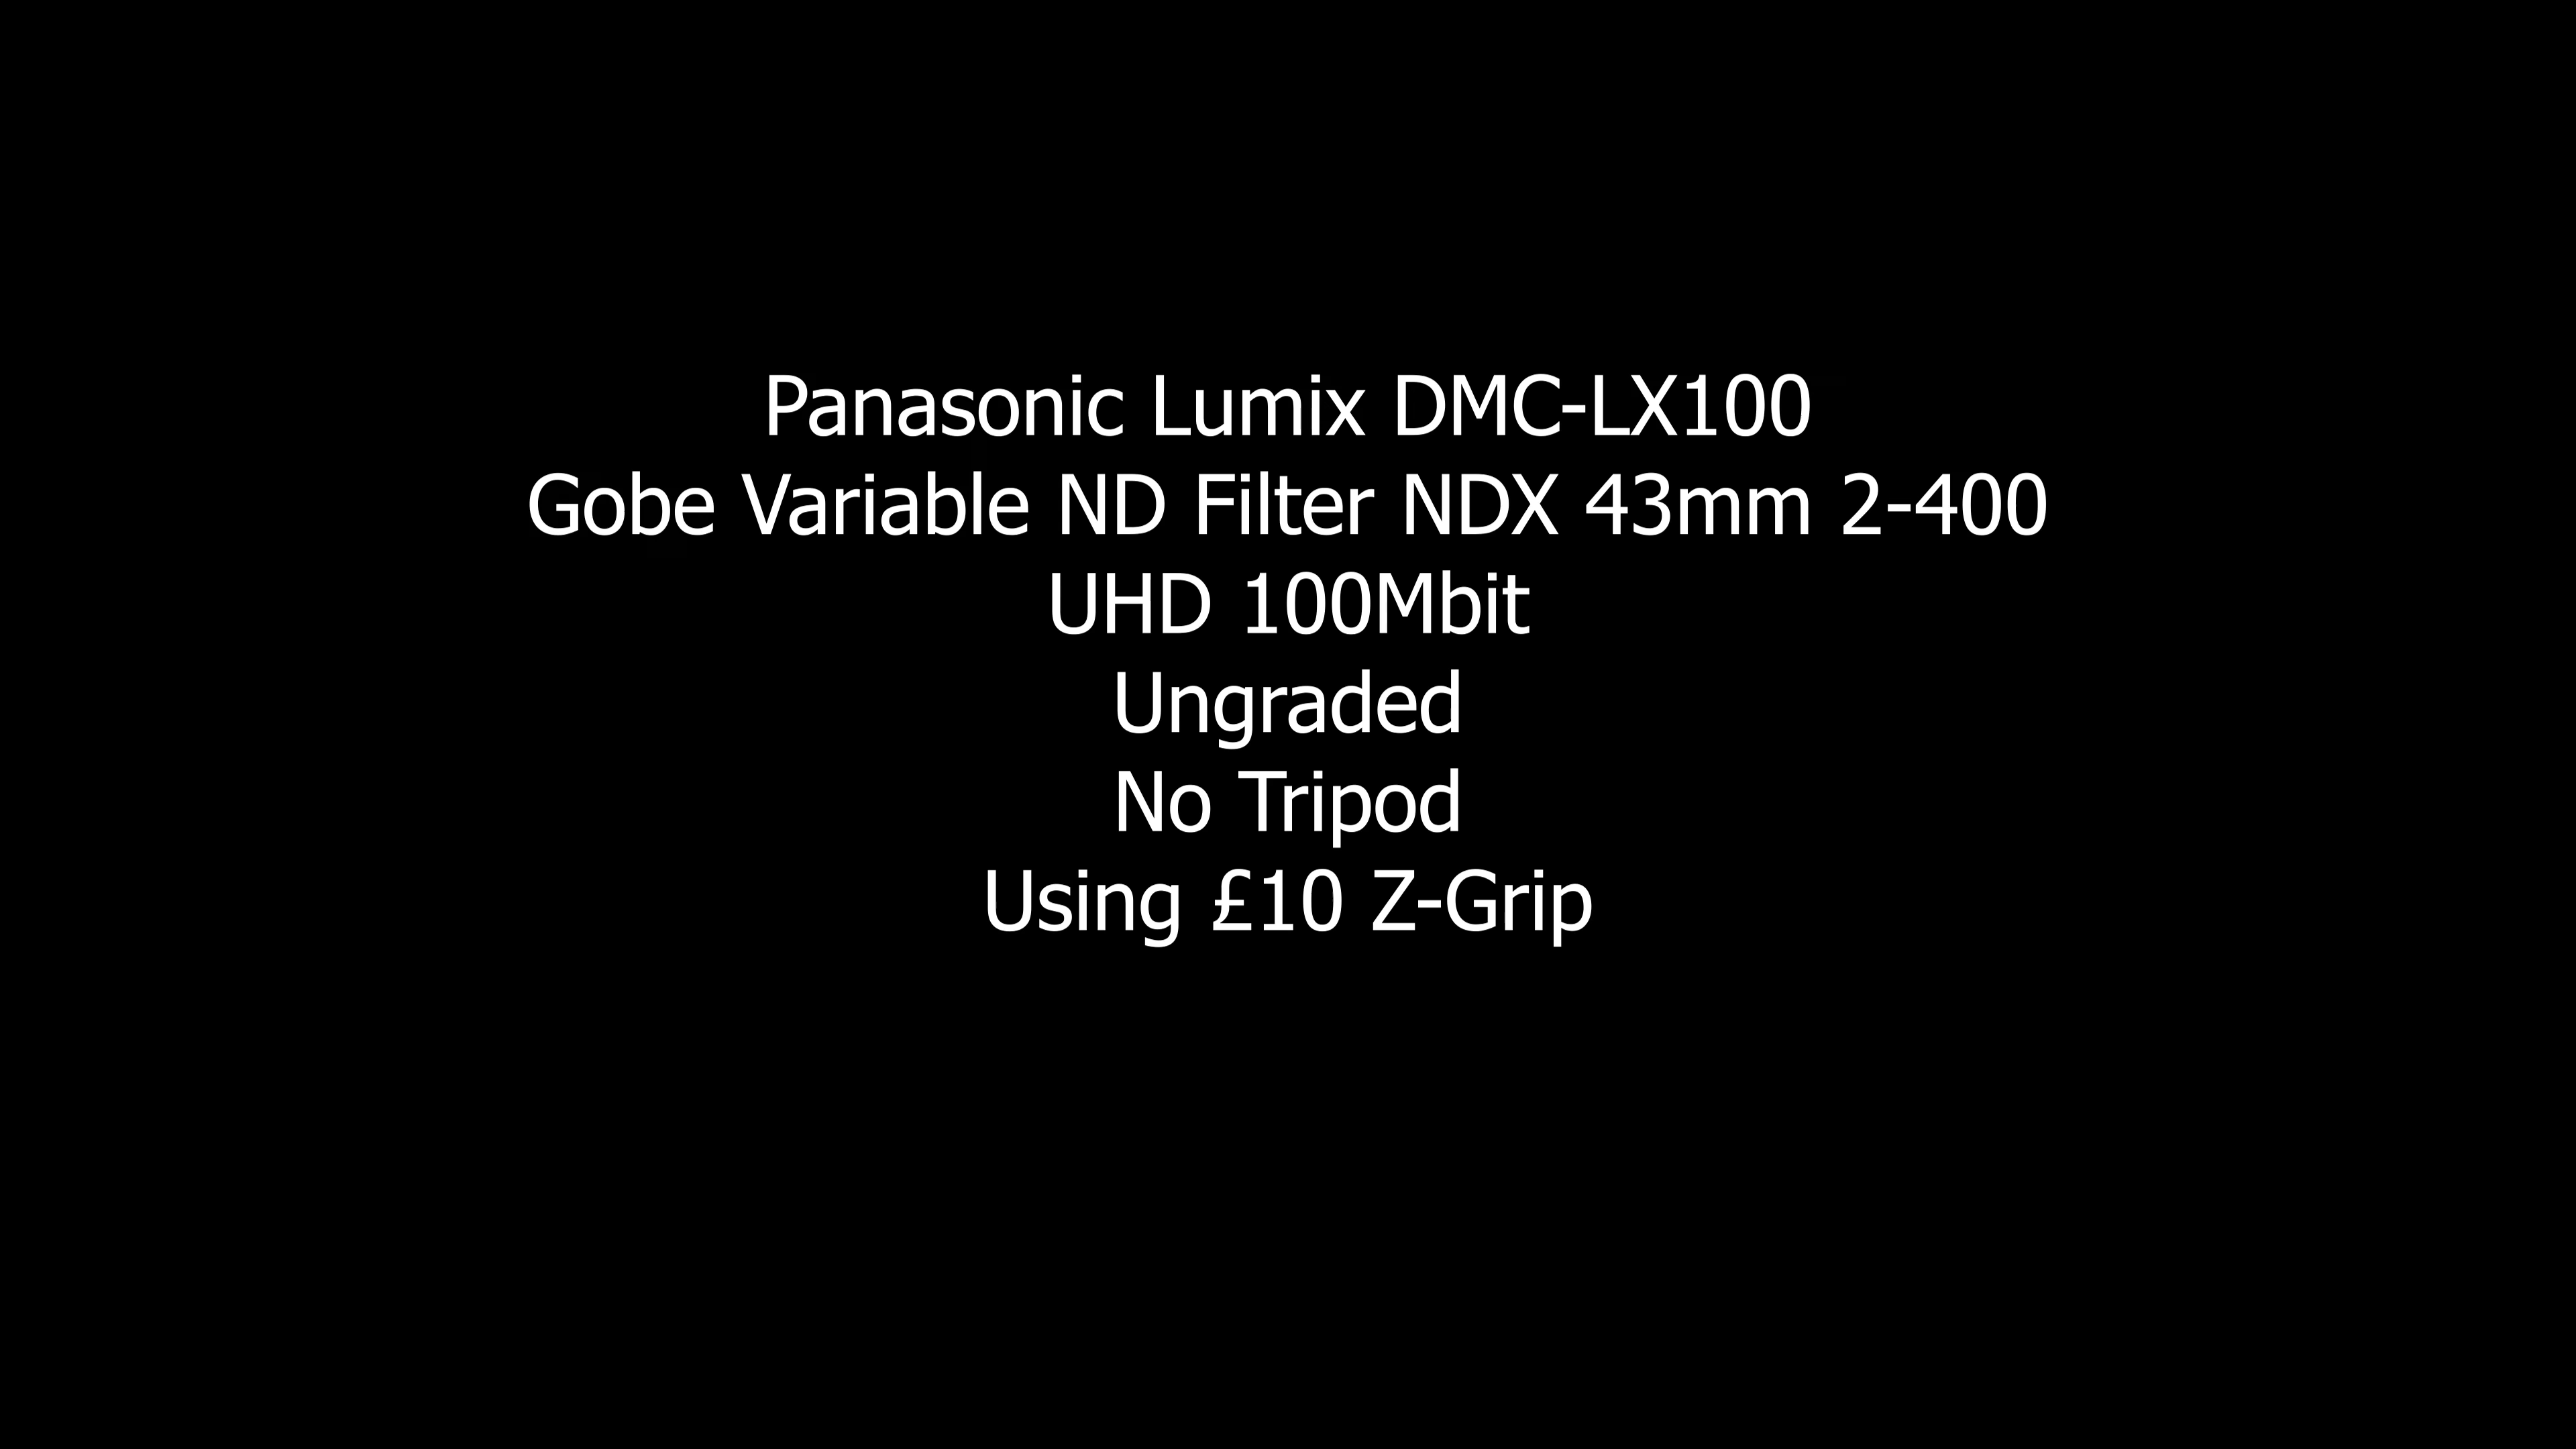 Panasonic Lumix DMC-LX100
Gobe Variable ND Filter NDX 43mm 2-400
UHD 100Mbit
Ungraded
No Tripod
Using £10 Z-Grip